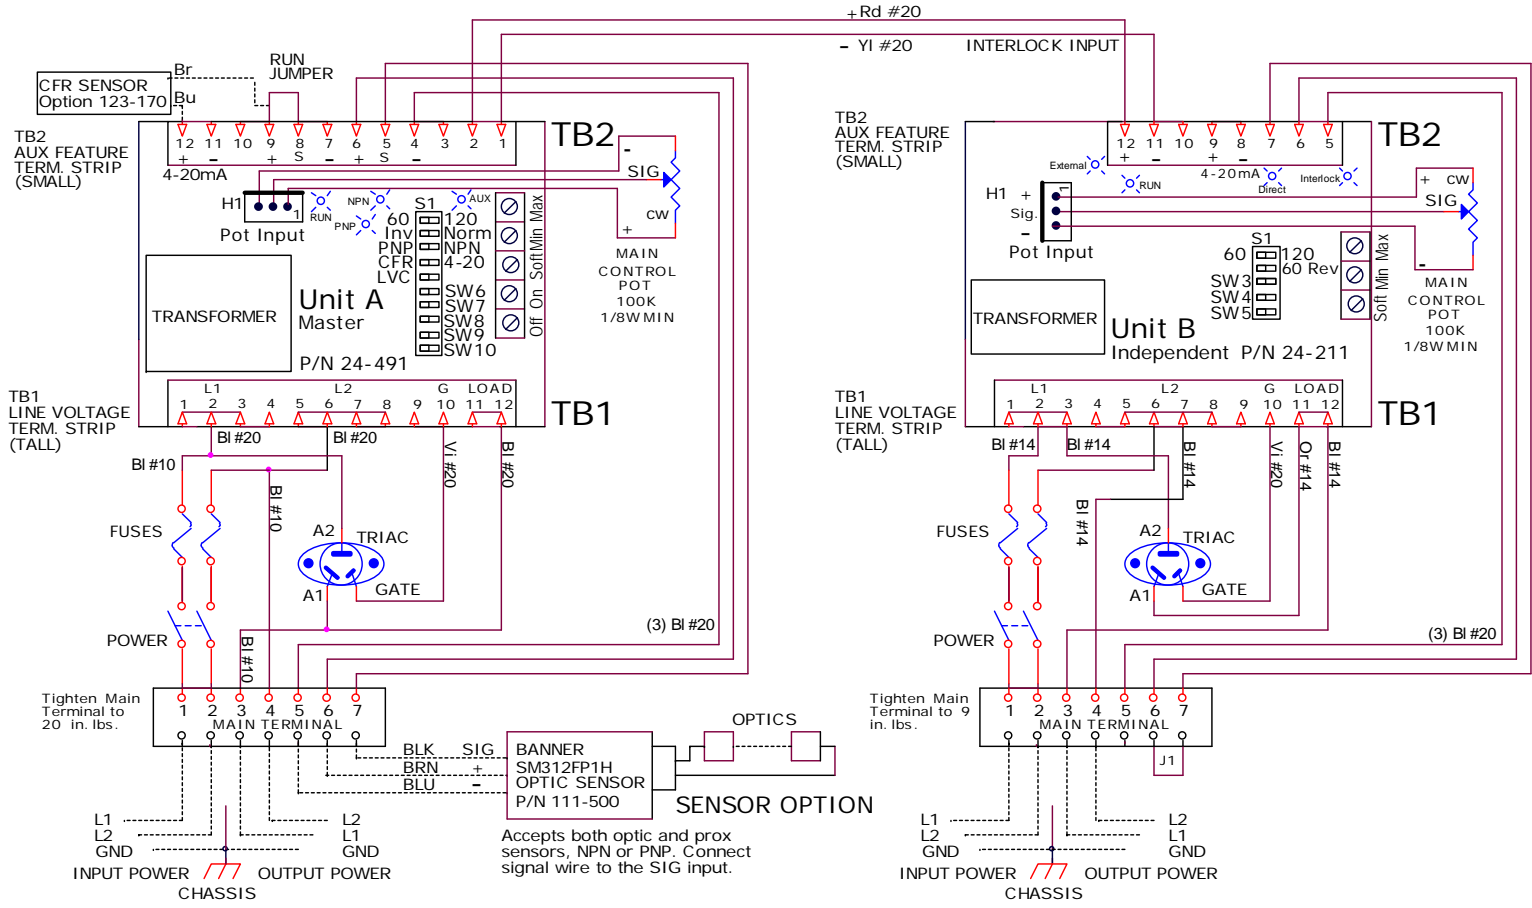 + Rd #20
- Yl #20
INTERLOCK INPUT
CFR SENSOR
Option 123-170
Br
Bu
RUN
JUMPER
TB2
AUX FEATURE
TERM. STRIP
(SMALL)
12 11 10 9 8 7 6 5 4 3 2 1
+ - + S - + S -
4-20mA
TB2
H1
1
Pot Input
RUN
NPN
PNP
AUX
-
SIG
CW
+
MAIN
CONTROL
POT
100K
1/8W MIN
S1
60 120
Inv Norm
PNP NPN
CFR 4-20
LVC
SW6
SW7
SW8
SW9
SW10
Off On Soft Min Max
TRANSFORMER
Unit A
Master
P/N 24-491
TB1
LINE VOLTAGE
TERM. STRIP
(TALL)
L1 L2 G LOAD
1 2 3 4 5 6 7 8 9 10 11 12
TB1
Bl #20
Bl #20
Bl #10
Bl #10
Vi #20
Bl #20
FUSES
A2
TRIAC
A1
GATE
POWER
Bl #10
(3) Bl #20
Tighten Main
Terminal to
20 in. lbs.
1 2 3 4 5 6 7
MAIN TERMINAL
BLK SIG
BRN +
BLU -
BANNER
SM312FP1H
OPTIC SENSOR
P/N 111-500
OPTICS
SENSOR OPTION
Accepts both optic and prox
sensors, NPN or PNP. Connect
signal wire to the SIG input.
L1
L2
GND
INPUT POWER
L2
L1
GND
OUTPUT POWER
CHASSIS
TB2
AUX FEATURE
TERM. STRIP
(SMALL)
12 11 10 9 8 7 6 5
+ - + -
4-20mA
TB2
External
RUN
Direct
Interlock
H1
+
1
Sig.
-
Pot Input
+
CW
SIG
-
MAIN
CONTROL
POT
100K
1/8W MIN
S1
60 120
60 Rev
SW3
SW4
SW5
Soft Min Max
TRANSFORMER
Unit B
Independent P/N 24-211
TB1
LINE VOLTAGE
TERM. STRIP
(TALL)
L1 L2 G LOAD
1 2 3 4 5 6 7 8 9 10 11 12
TB1
Bl #14
Bl #14
Bl #14
Vi #20
Or #14
Bl #14
Bl #14
FUSES
A2
TRIAC
A1
GATE
POWER
(3) Bl #20
Tighten Main
Terminal to 9
in. lbs.
1 2 3 4 5 6 7
MAIN TERMINAL
J1
L1
L2
GND
INPUT POWER
L2
L1
GND
OUTPUT POWER
CHASSIS